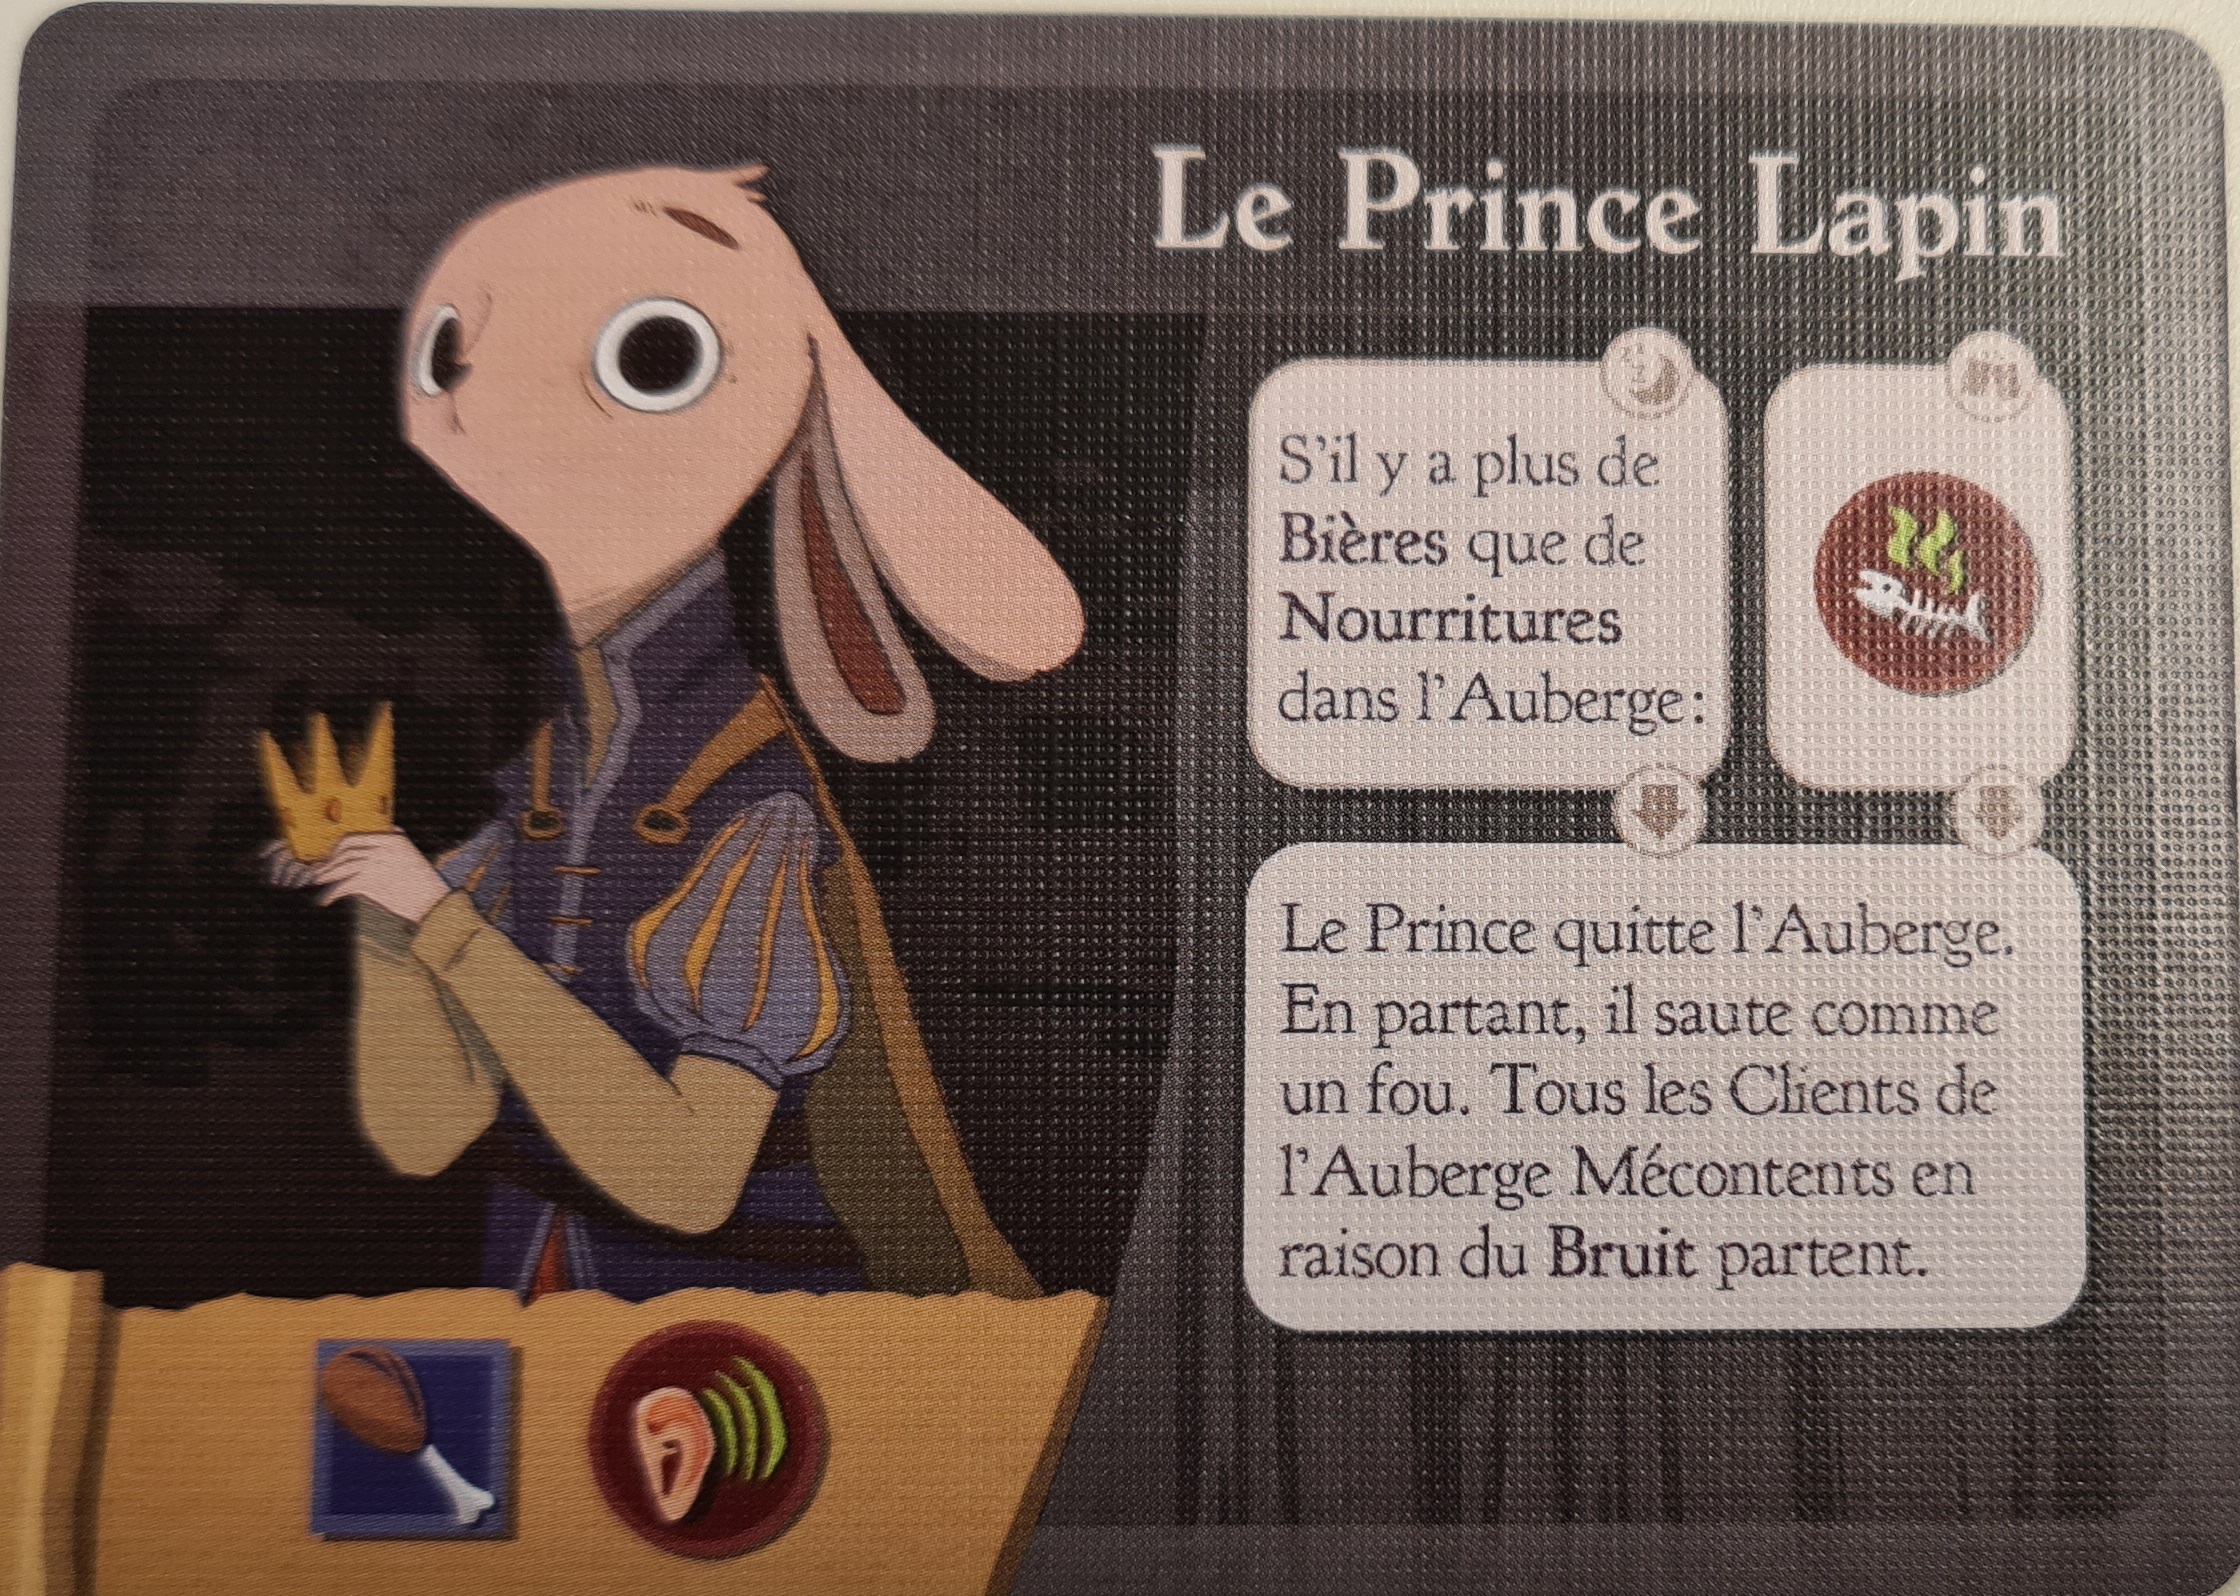 Le Prince Lapin
S'il y a plus de
Bières que de
Nourritures
dans l'Auberge:
Le Prince quitte l'Auberge.
En partant, il saute comme
un fou. Tous les Clients de
l'Auberge Mécontents en
raison du Bruit partent.